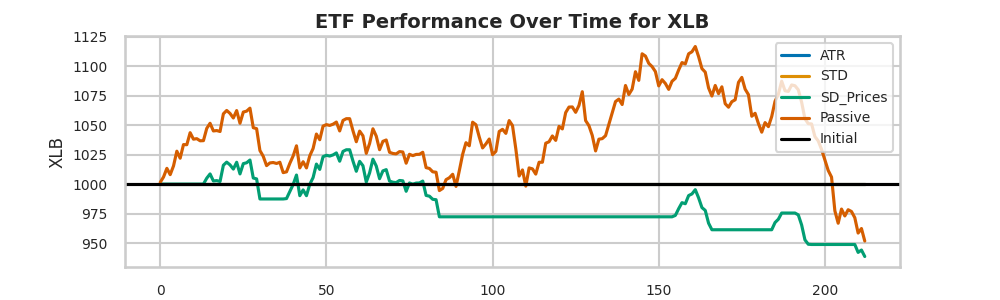 ETF Performance Over Time for XLB
XLB
1125
1100
1075
1050
1025
1000
975
950
0
50
100
150
200
ATR
STD
SD_Prices
Passive
Initial